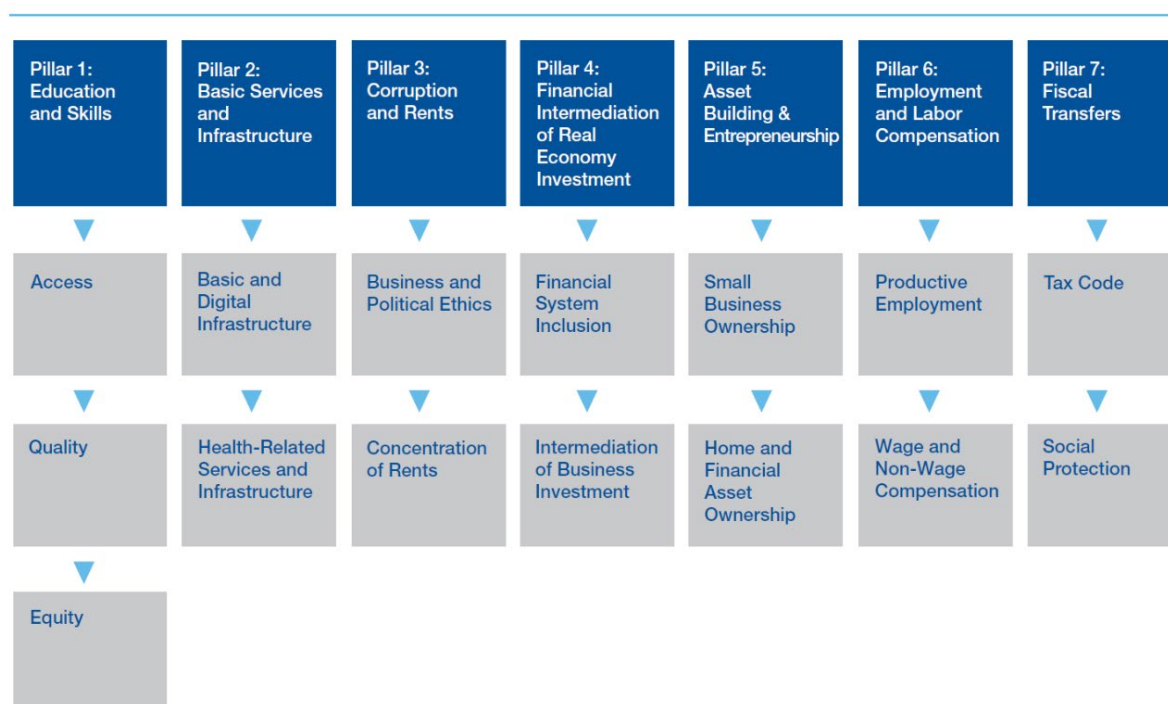 Pillar 1:
Education
and Skills
Pillar 2:
Basic Services
and
Infrastructure
Pillar 3:
Corruption
and Rents
Pillar 4:
Financial
Intermediation
of Real
Economy
Investment
Pillar 5:
Asset
Building &
Entrepreneurship
Pillar 6:
Employment
and Labor
Compensation
Pillar 7:
Fiscal
Transfers
Access
Basic and
Digital
Infrastructure
Business and
Political Ethics
Financial
System
Inclusion
Small
Business
Ownership
Productive
Employment
Tax Code
Quality
Health-Related
Services and
Infrastructure
Concentration
of Rents
Intermediation
of Business
Investment
Home and
Financial
Asset
Ownership
Wage and
Non-Wage
Compensation
Social
Protection
Equity